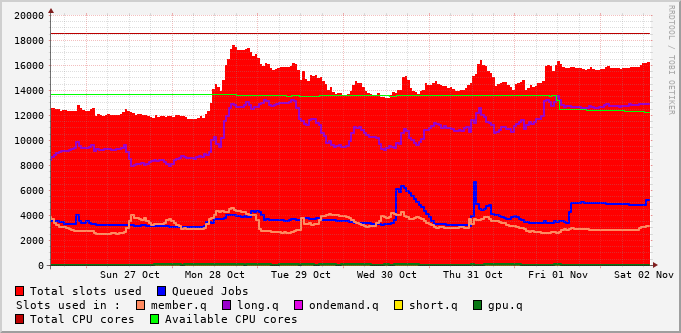 20000
18000
16000
14000
12000
10000
8000
6000
4000
2000
0
Sun 27 Oct Mon 28 Oct Tue 29 Oct Wed 30 Oct Thu 31 Oct Fri 01 Nov Sat 02 Nov
Total slots used Queued Jobs
Slots used in : member.q long.q ondemand.q short.q gpu.q
Total CPU cores Available CPU cores
RRDTOOL / TOBI OETIKER